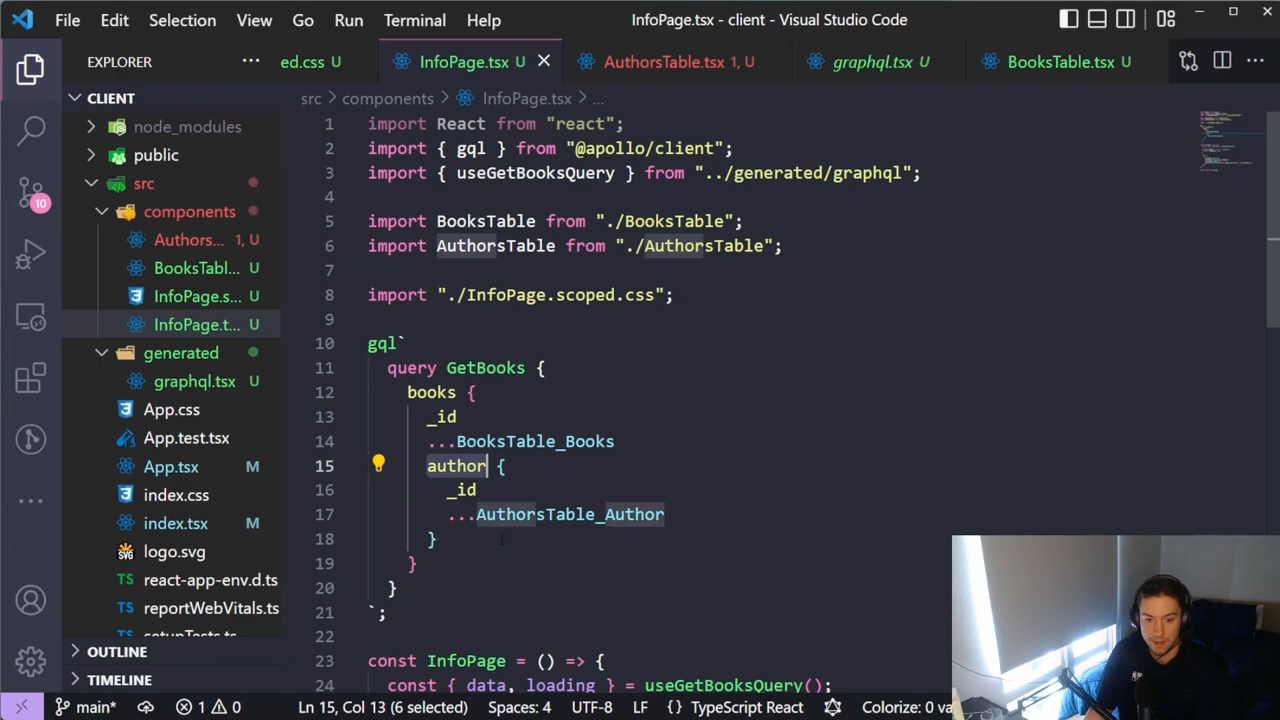 File Edit Selection View Go Run Terminal Help InfoPage.tsx - client - Visual Studio Code
EXPLORER ... ed.css U InfoPage.tsx U AuthorsTable.tsx 1, U graphql.tsx U BooksTable.tsx U
CLIENT
node_modules
public
src
components
Authors... 1, U
BooksTabl... U
InfoPage.s... U
InfoPage.t... U
generated
graphql.tsx U
App.css
App.test.tsx
App.tsx M
index.css
index.tsx M
logo.svg
react-app-env.d.ts
reportWebVitals.ts
setupTests.ts
OUTLINE
TIMELINE
10
src > components > InfoPage.tsx > ...
1 import React from "react";
2 import { gql } from "@apollo/client";
3 import { useGetBooksQuery } from "../generated/graphql";
4
5 import BooksTable from "./BooksTable";
6 import AuthorsTable from "./AuthorsTable";
7
8 import "./InfoPage.scoped.css";
9
10 gql`
11 query GetBooks {
12 books {
13 _id
14 ...BooksTable_Books
15 author {
16 _id
17 ...AuthorsTable_Author
18 }
19 }
20 }
21 `;
22
23 const InfoPage = () => {
24 const { data, loading } = useGetBooksQuery();
main* 1 0 Ln 15, Col 13 (6 selected) Spaces: 4 UTF-8 LF {} TypeScript React Colorize: 0 va